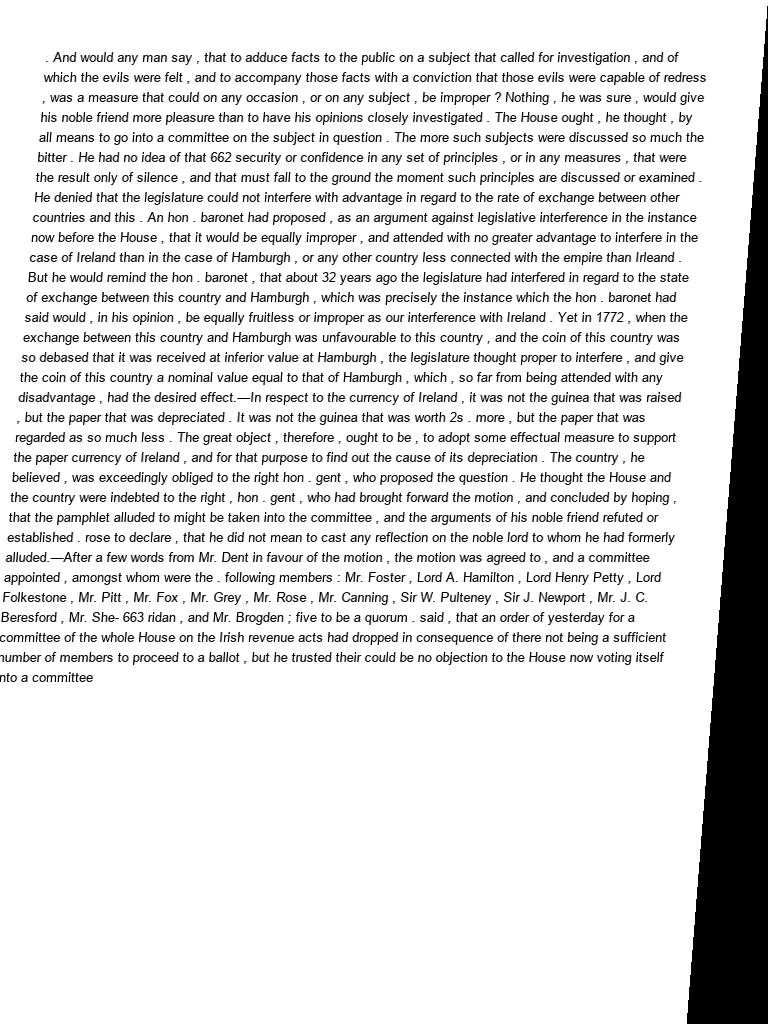 . And would any man say , that to adduce facts to the public on a subject that called for investigation , and of
which the evils were felt , and to accompany those facts with a conviction that those evils were capable of redress
, was a measure that could on any occasion , or on any subject , be improper ? Nothing , he was sure , would give
his noble friend more pleasure than to have his opinions closely investigated . The House ought , he thought , by
all means to go into a committee on the subject in question . The more such subjects were discussed so much the
bitter . He had no idea of that 662 security or confidence in any set of principles , or in any measures , that were
the result only of silence , and that must fall to the ground the moment such principles are discussed or examined .
He denied that the legislature could not interfere with advantage in regard to the rate of exchange between other
countries and this . An hon . baronet had proposed , as an argument against legislative interference in the instance
now before the House , that it would be equally improper , and attended with no greater advantage to interfere in the
case of Ireland than in the case of Hamburgh , or any other country less connected with the empire than Irleand .
But he would remind the hon . baronet , that about 32 years ago the legislature had interfered in regard to the state
of exchange between this country and Hamburgh , which was precisely the instance which the hon . baronet had
said would , in his opinion , be equally fruitless or improper as our interference with Ireland . Yet in 1772 , when the
exchange between this country and Hamburgh was unfavourable to this country , and the coin of this country was
so debased that it was received at inferior value at Hamburgh , the legislature thought proper to interfere , and give
the coin of this country a nominal value equal to that of Hamburgh , which , so far from being attended with any
disadvantage , had the desired effect.—In respect to the currency of Ireland , it was not the guinea that was raised
, but the paper that was depreciated . It was not the guinea that was worth 2s . more , but the paper that was
regarded as so much less . The great object , therefore , ought to be , to adopt some effectual measure to support
the paper currency of Ireland , and for that purpose to find out the cause of its depreciation . The country , he
believed , was exceedingly obliged to the right hon . gent , who proposed the question . He thought the House and
the country were indebted to the right , hon . gent , who had brought forward the motion , and concluded by hoping ,
that the pamphlet alluded to might be taken into the committee , and the arguments of his noble friend refuted or
established . rose to declare , that he did not mean to cast any reflection on the noble lord to whom he had formerly
alluded.—After a few words from Mr. Dent in favour of the motion , the motion was agreed to , and a committee
appointed , amongst whom were the . following members : Mr. Foster , Lord A. Hamilton , Lord Henry Petty , Lord
Folkestone , Mr. Pitt , Mr. Fox , Mr. Grey , Mr. Rose , Mr. Canning , Sir W. Pulteney , Sir J. Newport , Mr. J. C.
Beresford , Mr. She- 663 ridan , and Mr. Brogden ; five to be a quorum . said , that an order of yesterday for a
committee of the whole House on the Irish revenue acts had dropped in consequence of there not being a sufficient
number of members to proceed to a ballot , but he trusted their could be no objection to the House now voting itself
nto a committee